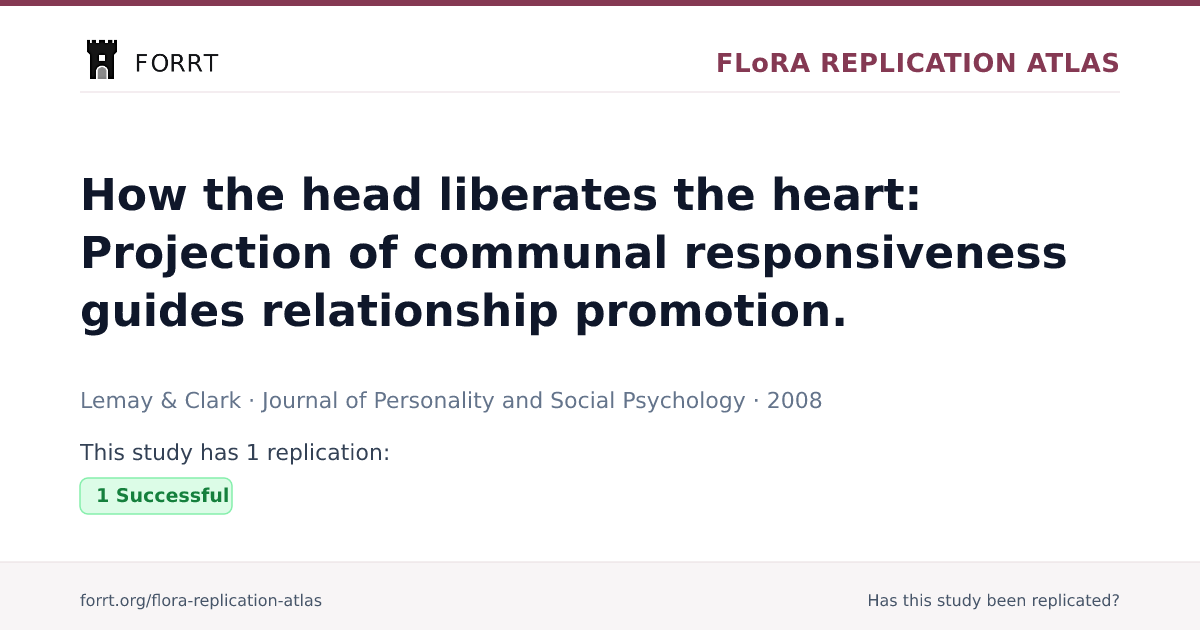 FORRT
FLoRA REPLICATION ATLAS
How the head liberates the heart:
Projection of communal responsiveness
guides relationship promotion.
Lemay & Clark · Journal of Personality and Social Psychology · 2008
This study has 1 replication:
1 Successful
forrt.org/flora-replication-atlas
Has this study been replicated?